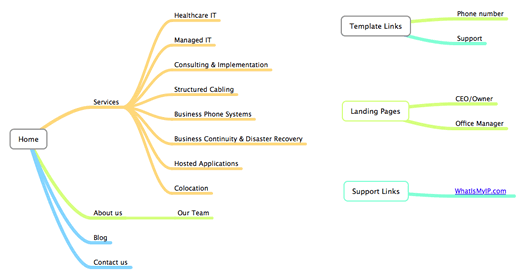 Home
Services
Healthcare IT
Managed IT
Consulting & Implementation
Structured Cabling
Business Phone Systems
Business Continuity & Disaster Recovery
Hosted Applications
Colocation
About us
Our Team
Blog
Contact us
Template Links
Phone number
Support
Landing Pages
CEO/Owner
Office Manager
Support Links
WhatIsMyIP.com